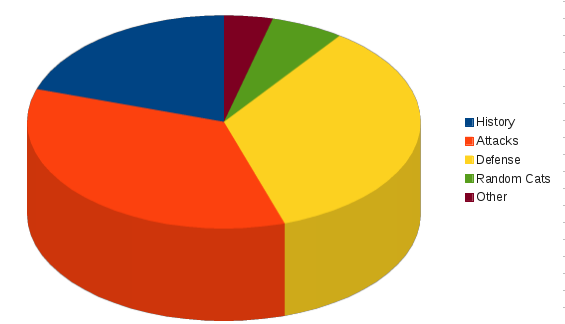 History
Attacks
Defense
Random Cats
Other